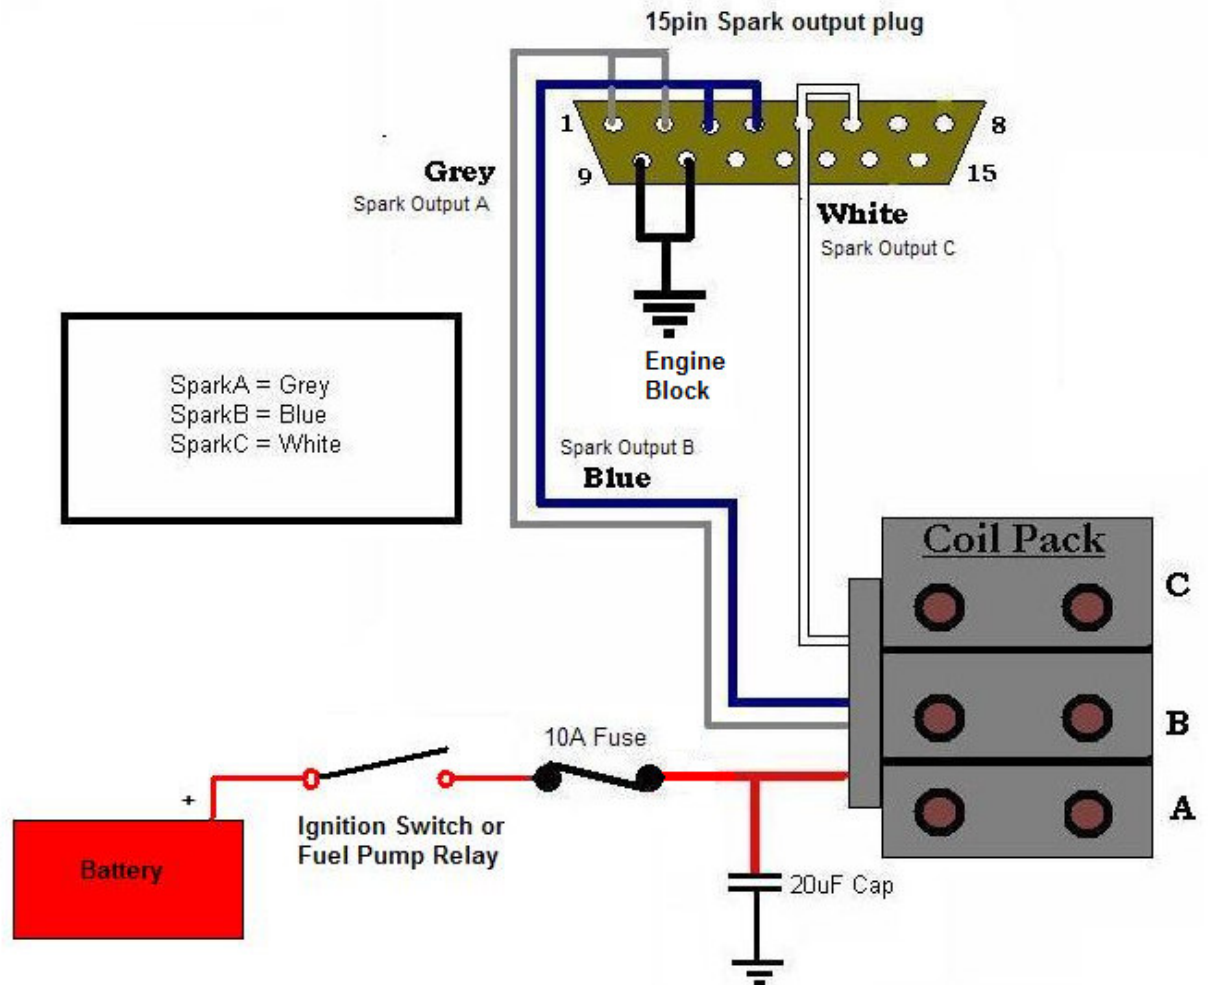 15pin Spark output plug
1
8
9
15
Grey
Spark Output A
White
Spark Output C
Engine
Block
SparkA = Grey
SparkB = Blue
SparkC = White
Spark Output B
Blue
Coil Pack
C
B
A
10A Fuse
+
Ignition Switch or
Fuel Pump Relay
Battery
20uF Cap